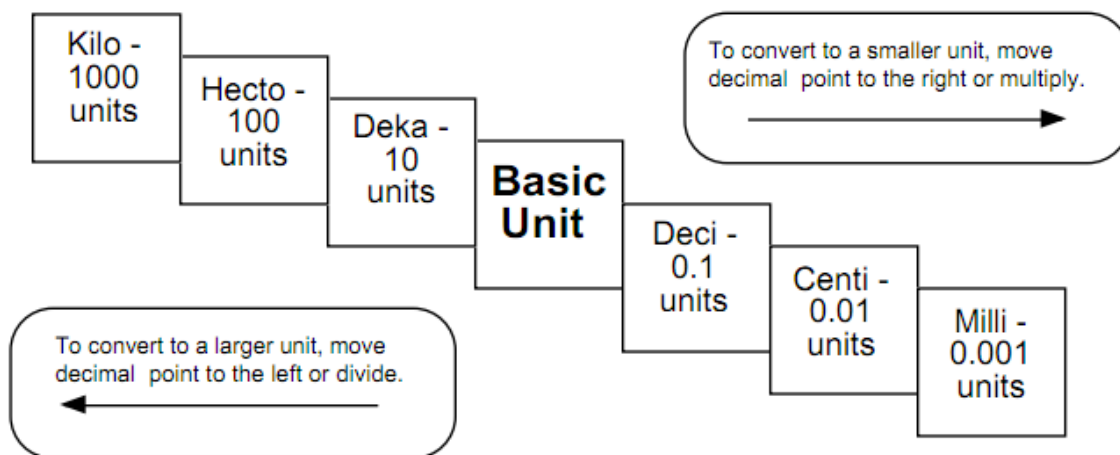 Kilo -
1000
units
Hecto -
100
units
Deka -
10
units
Basic
Unit
Deci -
0.1
units
Centi -
0.01
units
Milli -
0.001
units
To convert to a smaller unit, move
decimal point to the right or multiply.
To convert to a larger unit, move
decimal point to the left or divide.